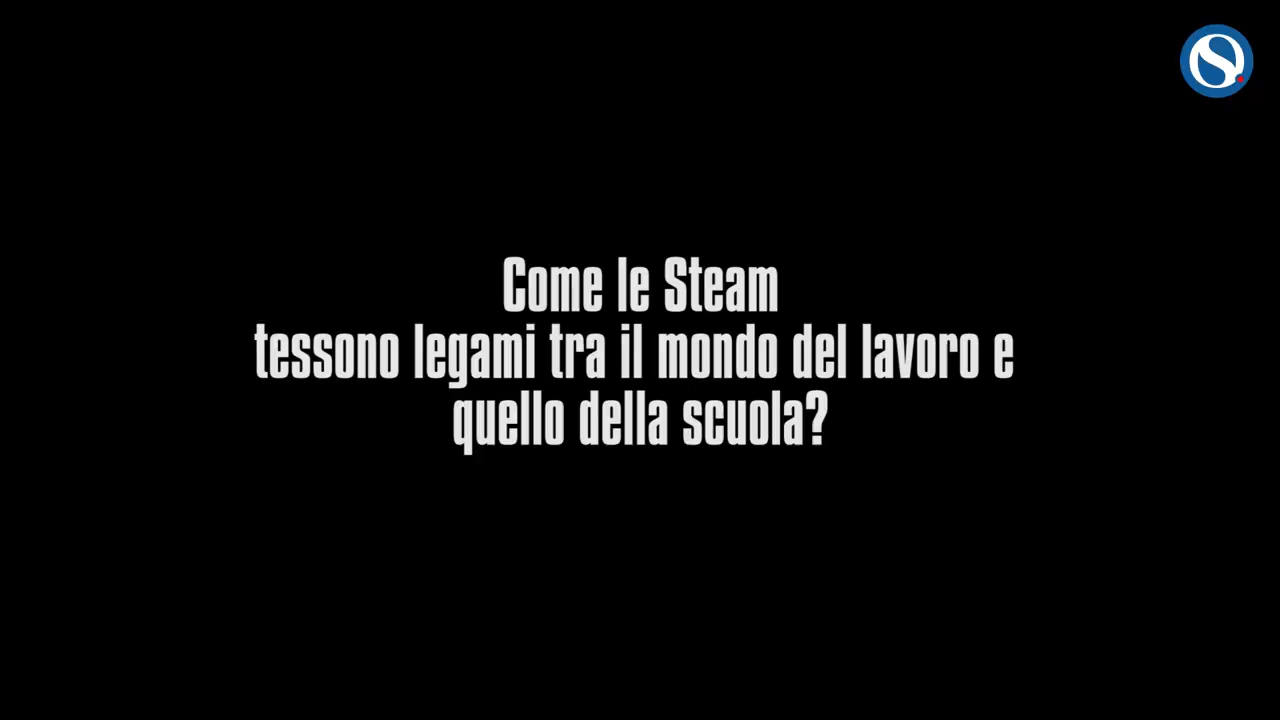 Come le Steam
tessono legami tra il mondo del lavoro e
quello della scuola?